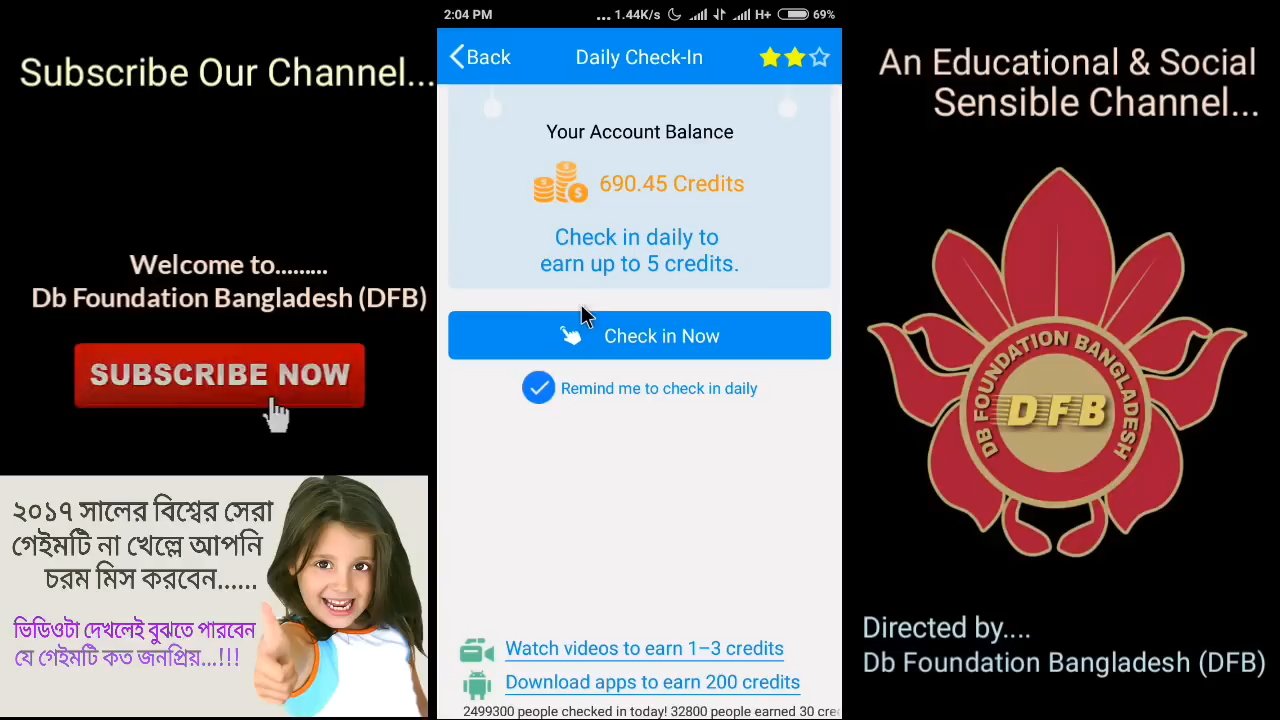 Subscribe Our Channel...
Welcome to.........
Db Foundation Bangladesh (DFB)
SUBSCRIBE NOW
২০১৭ সালের বিশ্বের সেরা
গেইমটি না খেল্লে আপনি
চরম মিস করবেন......
ভিডিওটা দেখলেই বুঝতে পারবেন
যে গেইমটি কত জনপ্রিয়...!!!
2:04 PM
... 1.44K/s H+ 69%
Back Daily Check-In
Your Account Balance
690.45 Credits
Check in daily to
earn up to 5 credits.
Check in Now
Remind me to check in daily
Watch videos to earn 1–3 credits
Download apps to earn 200 credits
2499300 people checked in today! 32800 people earned 30 cre
An Educational & Social
Sensible Channel...
DB FOUNDATION BANGLADESH
DFB
Directed by....
Db Foundation Bangladesh (DFB)